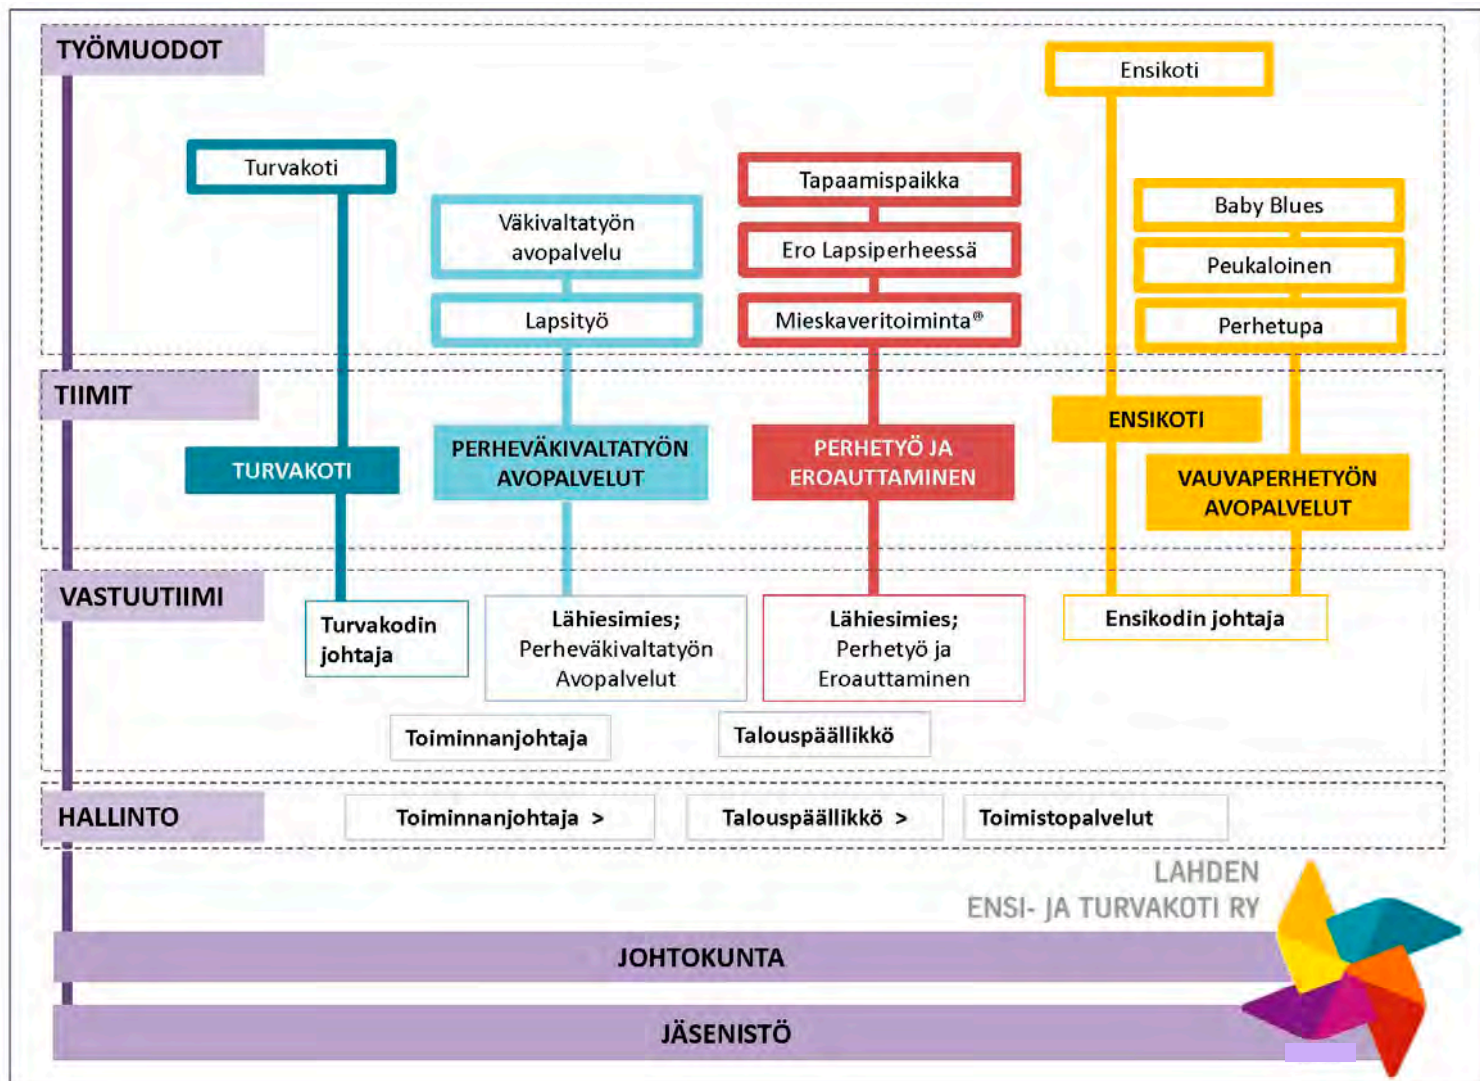 TYÖMUODOT
Ensikoti
Turvakoti
Väkivaltatyön
avopalvelu
Lapsityö
Tapaamispaikka
Ero Lapsiperheessä
Mieskaveritoiminta®
Baby Blues
Peukaloinen
Perhetupa
TIIMIT
TURVAKOTI
PERHEVÄKIVALTATYÖN
AVOPALVELUT
PERHETYÖ JA
EROAUTTAMINEN
ENSIKOTI
VAUVAPERHETYÖN
AVOPALVELUT
VASTUUTIIMI
Turvakodin
johtaja
Lähiesimies;
Perheväkivaltatyön
Avopalvelut
Lähiesimies;
Perhetyö ja
Eroauttaminen
Ensikodin johtaja
Toiminnanjohtaja
Talouspäällikkö
HALLINTO
Toiminnanjohtaja >
Talouspäällikkö >
Toimistopalvelut
LAHDEN
ENSI- JA TURVAKOTI RY
JOHTOKUNTA
JÄSENISTÖ